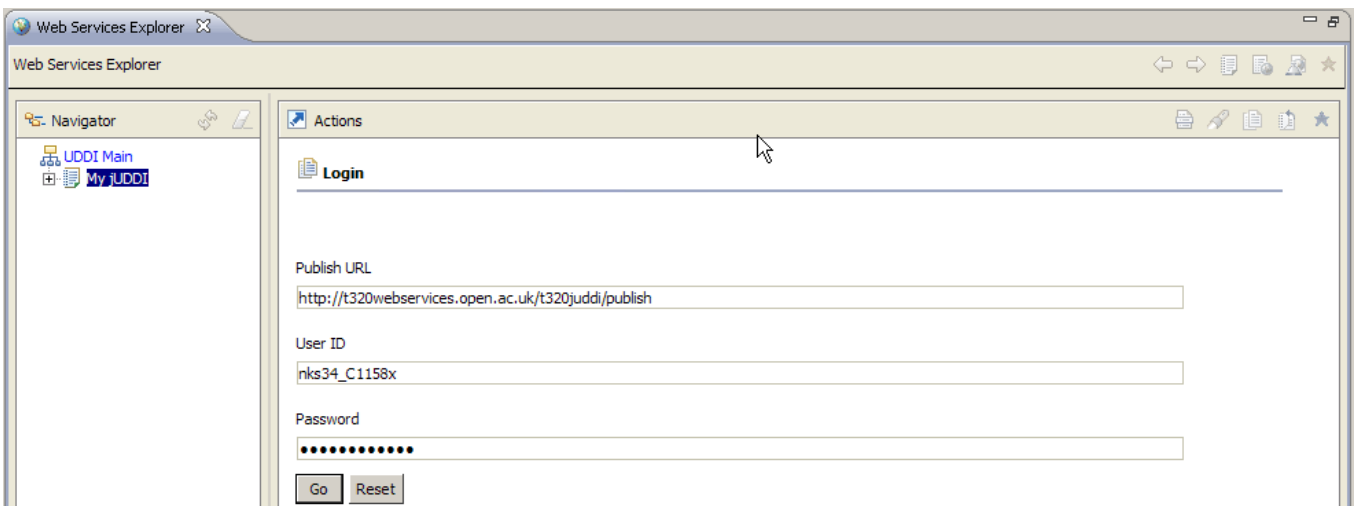 Web Services Explorer
Web Services Explorer
Navigator
UDDI Main
My jUDDI
Actions
Login
Publish URL
http://t320webservices.open.ac.uk/t320juddi/publish
User ID
nks34_C1158x
Password
••••••••••••
Go Reset